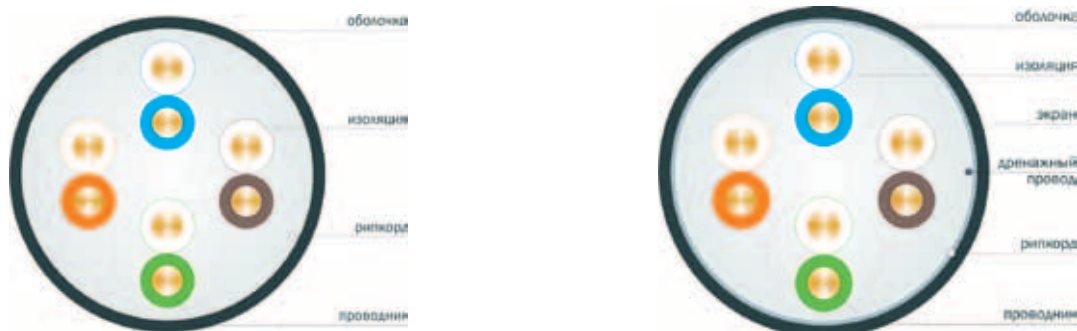 оболочка
изоляция
рипкорд
проводник
оболочка
изоляция
экран
дренажный
провод
рипкорд
проводник